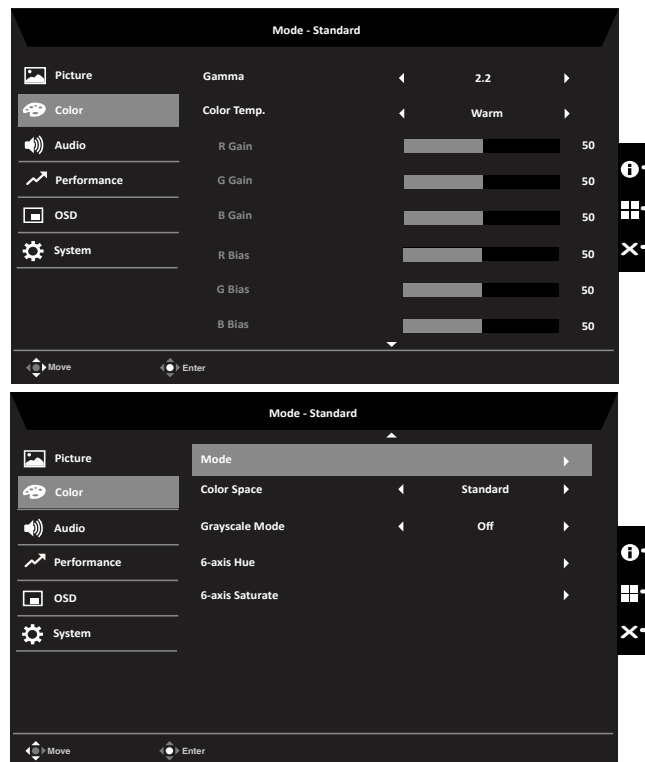 Mode - Standard
Picture
Gamma 2.2
Color
Color Temp. Warm
Audio
R Gain 50
Performance
G Gain 50
OSD
B Gain 50
System
R Bias 50
G Bias 50
B Bias 50
Move Enter
Mode - Standard
Picture
Mode
Color
Color Space Standard
Audio
Grayscale Mode Off
Performance
6-axis Hue
OSD
6-axis Saturate
System
Move Enter